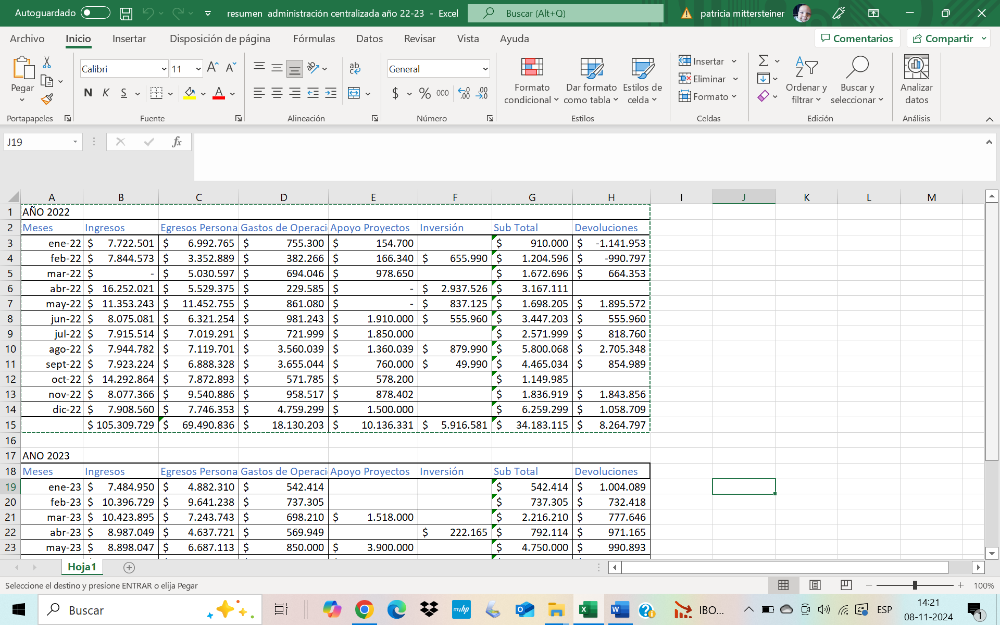 Autoguardado
resumen administración centralizada año 22-23 - Excel
Buscar (Alt+Q)
patricia mittersteiner
Archivo Inicio Insertar Disposición de página Fórmulas Datos Revisar Vista Ayuda
Comentarios Compartir
Pegar
Portapapeles
Calibri 11
N K S
Fuente
ab
Alineación
General
$ % 000
Número
Formato condicional
Dar formato como tabla
Estilos de celda
Estilos
Insertar
Eliminar
Formato
Celdas
Ordenar y filtrar
Buscar y seleccionar
Edición
Analizar datos
Análisis
J19 fx
A B C D E F G H I J K L M
1 AÑO 2022
2 Meses Ingresos Egresos Persona Gastos de Operaci Apoyo Proyectos Inversión Sub Total Devoluciones
3 ene-22 $ 7.722.501 $ 6.992.765 $ 755.300 $ 154.700 $ 910.000 $ -1.141.953
4 feb-22 $ 7.844.573 $ 3.352.889 $ 382.266 $ 166.340 $ 655.990 $ 1.204.596 $ -990.797
5 mar-22 $ - $ 5.030.597 $ 694.046 $ 978.650 $ 1.672.696 $ 664.353
6 abr-22 $ 16.252.021 $ 5.529.375 $ 229.585 $ - $ 2.937.526 $ 3.167.111
7 may-22 $ 11.353.243 $ 11.452.755 $ 861.080 $ - $ 837.125 $ 1.698.205 $ 1.895.572
8 jun-22 $ 8.075.081 $ 6.321.254 $ 981.243 $ 1.910.000 $ 555.960 $ 3.447.203 $ 555.960
9 jul-22 $ 7.915.514 $ 7.019.291 $ 721.999 $ 1.850.000 $ 2.571.999 $ 818.760
10 ago-22 $ 7.944.782 $ 7.119.701 $ 3.560.039 $ 1.360.039 $ 879.990 $ 5.800.068 $ 2.705.348
11 sept-22 $ 7.923.224 $ 6.888.328 $ 3.655.044 $ 760.000 $ 49.990 $ 4.465.034 $ 854.989
12 oct-22 $ 14.292.864 $ 7.872.893 $ 571.785 $ 578.200 $ 1.149.985
13 nov-22 $ 8.077.366 $ 9.540.886 $ 958.517 $ 878.402 $ 1.836.919 $ 1.843.856
14 dic-22 $ 7.908.560 $ 7.746.353 $ 4.759.299 $ 1.500.000 $ 6.259.299 $ 1.058.709
15 $ 105.309.729 $ 69.490.836 $ 18.130.203 $ 10.136.331 $ 5.916.581 $ 34.183.115 $ 8.264.797
16
17 ANO 2023
18 Meses Ingresos Egresos Persona Gastos de Operaci Apoyo Proyectos Inversión Sub Total Devoluciones
19 ene-23 $ 7.484.950 $ 4.882.310 $ 542.414 $ 542.414 $ 1.004.089
20 feb-23 $ 10.396.729 $ 9.641.238 $ 737.305 $ 737.305 $ 732.418
21 mar-23 $ 10.423.895 $ 7.243.743 $ 698.210 $ 1.518.000 $ 2.216.210 $ 777.646
22 abr-23 $ 8.987.049 $ 4.637.721 $ 569.949 $ 222.165 $ 792.114 $ 971.165
23 may-23 $ 8.898.047 $ 6.687.113 $ 850.000 $ 3.900.000 $ 4.750.000 $ 990.893
Hoja1
Seleccione el destino y presione ENTRAR o elija Pegar
100%
Buscar
myhp
IBO...
ESP
14:21
08-11-2024
1